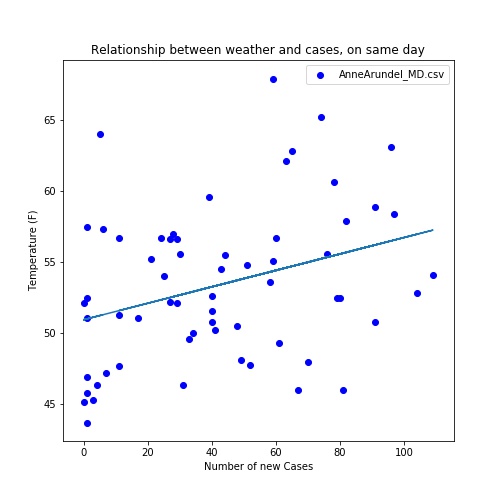 Relationship between weather and cases, on same day
AnneArundel_MD.csv
Temperature (F)
65
60
55
50
45
0 20 40 60 80 100
Number of new Cases